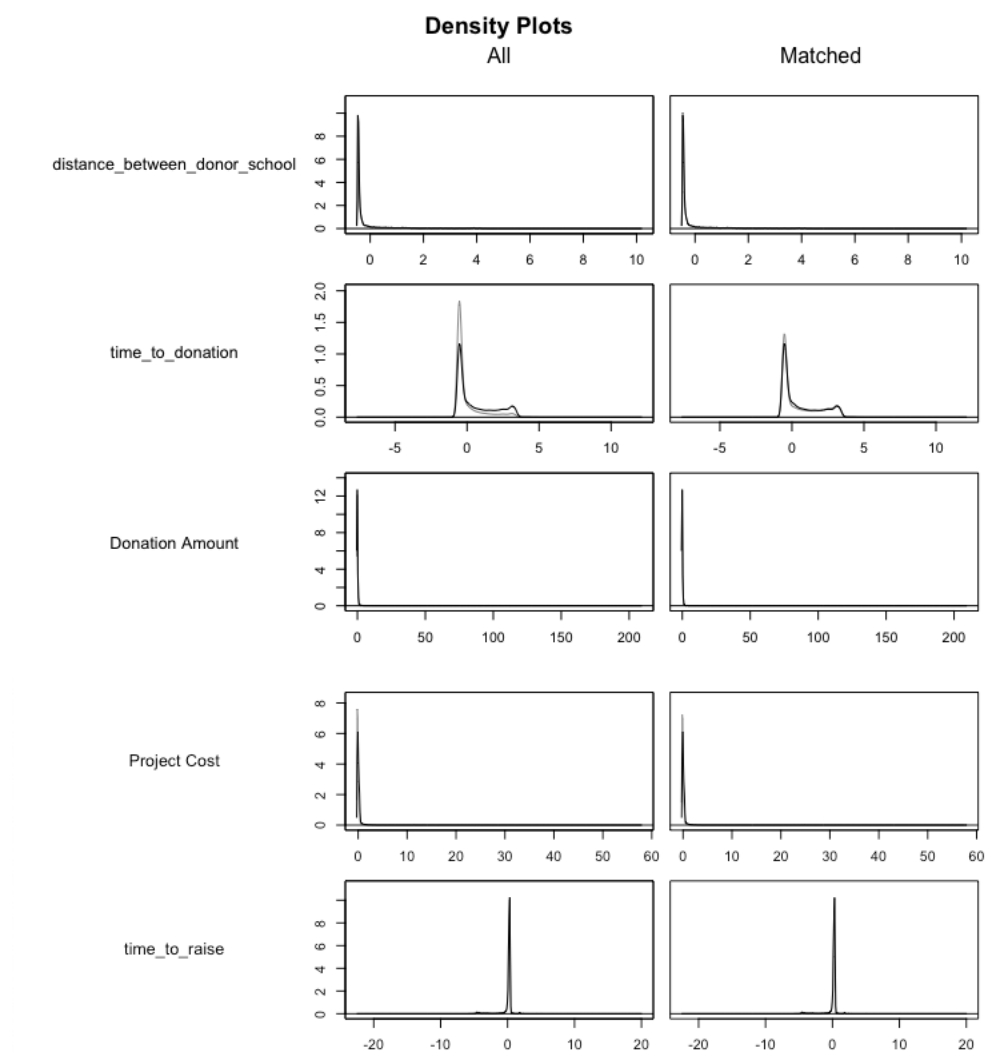 Density Plots
All Matched
distance_between_donor_school
0 2 4 6 8
0 2 4 6 8 10
0 2 4 6 8 10
time_to_donation
0.0 0.5 1.0 1.5 2.0
-5 0 5 10
-5 0 5 10
Donation Amount
0 4 8 12
0 50 100 150 200
0 50 100 150 200
Project Cost
0 2 4 6 8
0 10 20 30 40 50 60
0 10 20 30 40 50 60
time_to_raise
0 2 4 6 8
-20 -10 0 10 20
-20 -10 0 10 20